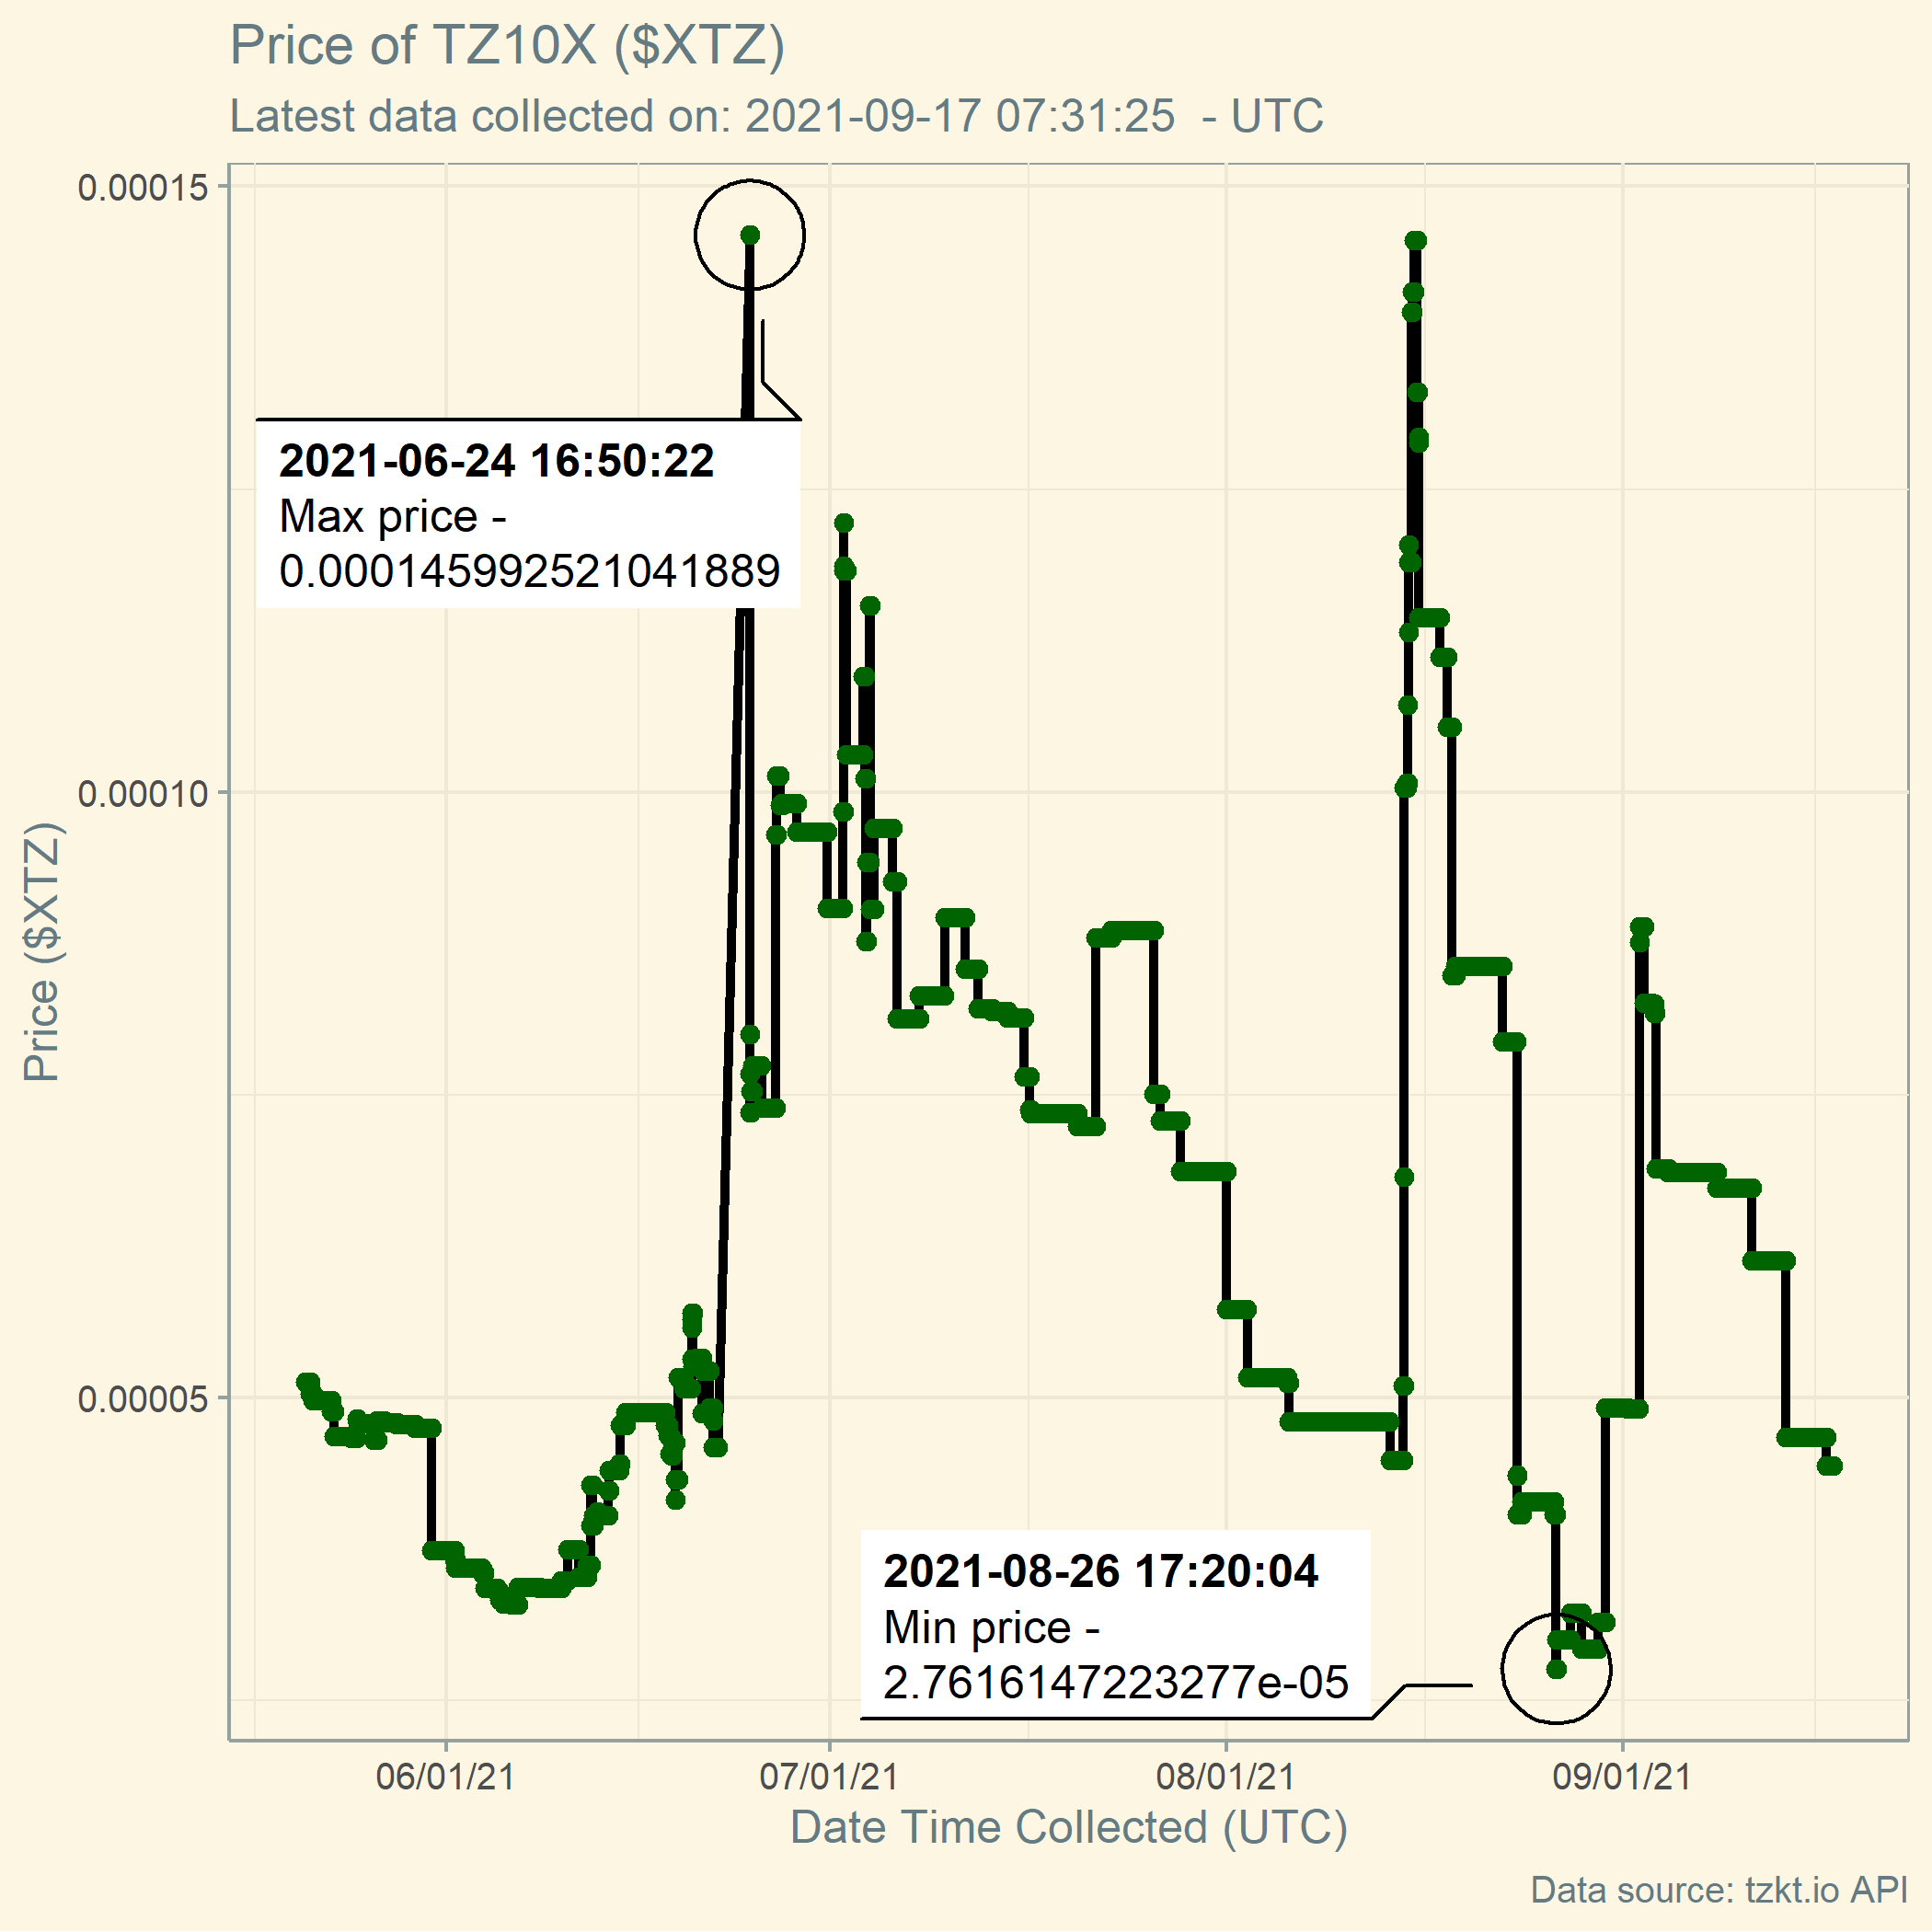 Price of TZ10X ($XTZ)
Latest data collected on: 2021-09-17 07:31:25  - UTC
0.00015
2021-06-24 16:50:22
Max price -
0.000145992521041889
0.00010
Price ($XTZ)
0.00005
2021-08-26 17:20:04
Min price -
2.7616147223277e-05
06/01/21
07/01/21
08/01/21
09/01/21
Date Time Collected (UTC)
Data source: tzkt.io API